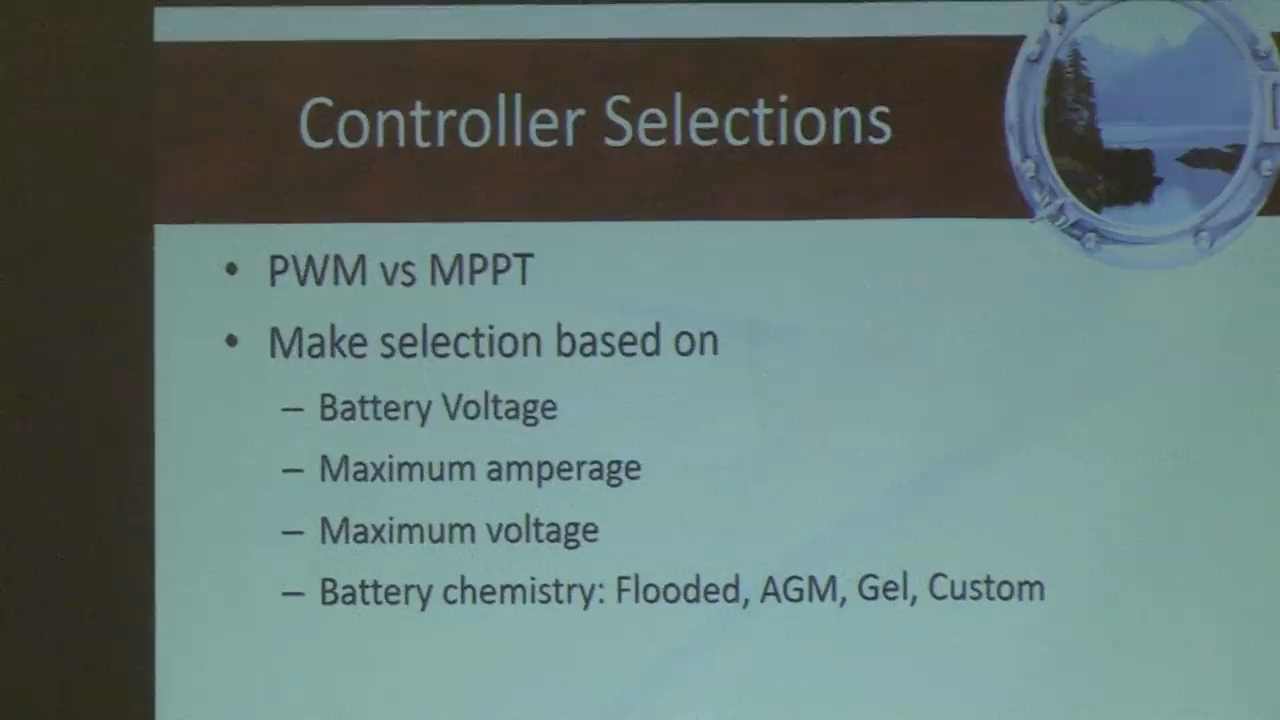 Controller Selections
• PWM vs MPPT
• Make selection based on
– Battery Voltage
– Maximum amperage
– Maximum voltage
– Battery chemistry: Flooded, AGM, Gel, Custom